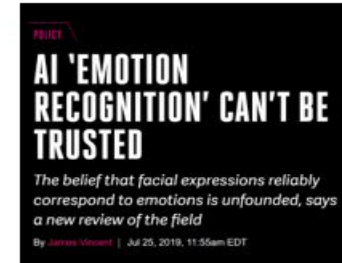 POLICY
AI ‘EMOTION
RECOGNITION’ CAN’T BE
TRUSTED
The belief that facial expressions reliably
correspond to emotions is unfounded, says
a new review of the field
By James Vincent | Jul 25, 2019, 11:55am EDT